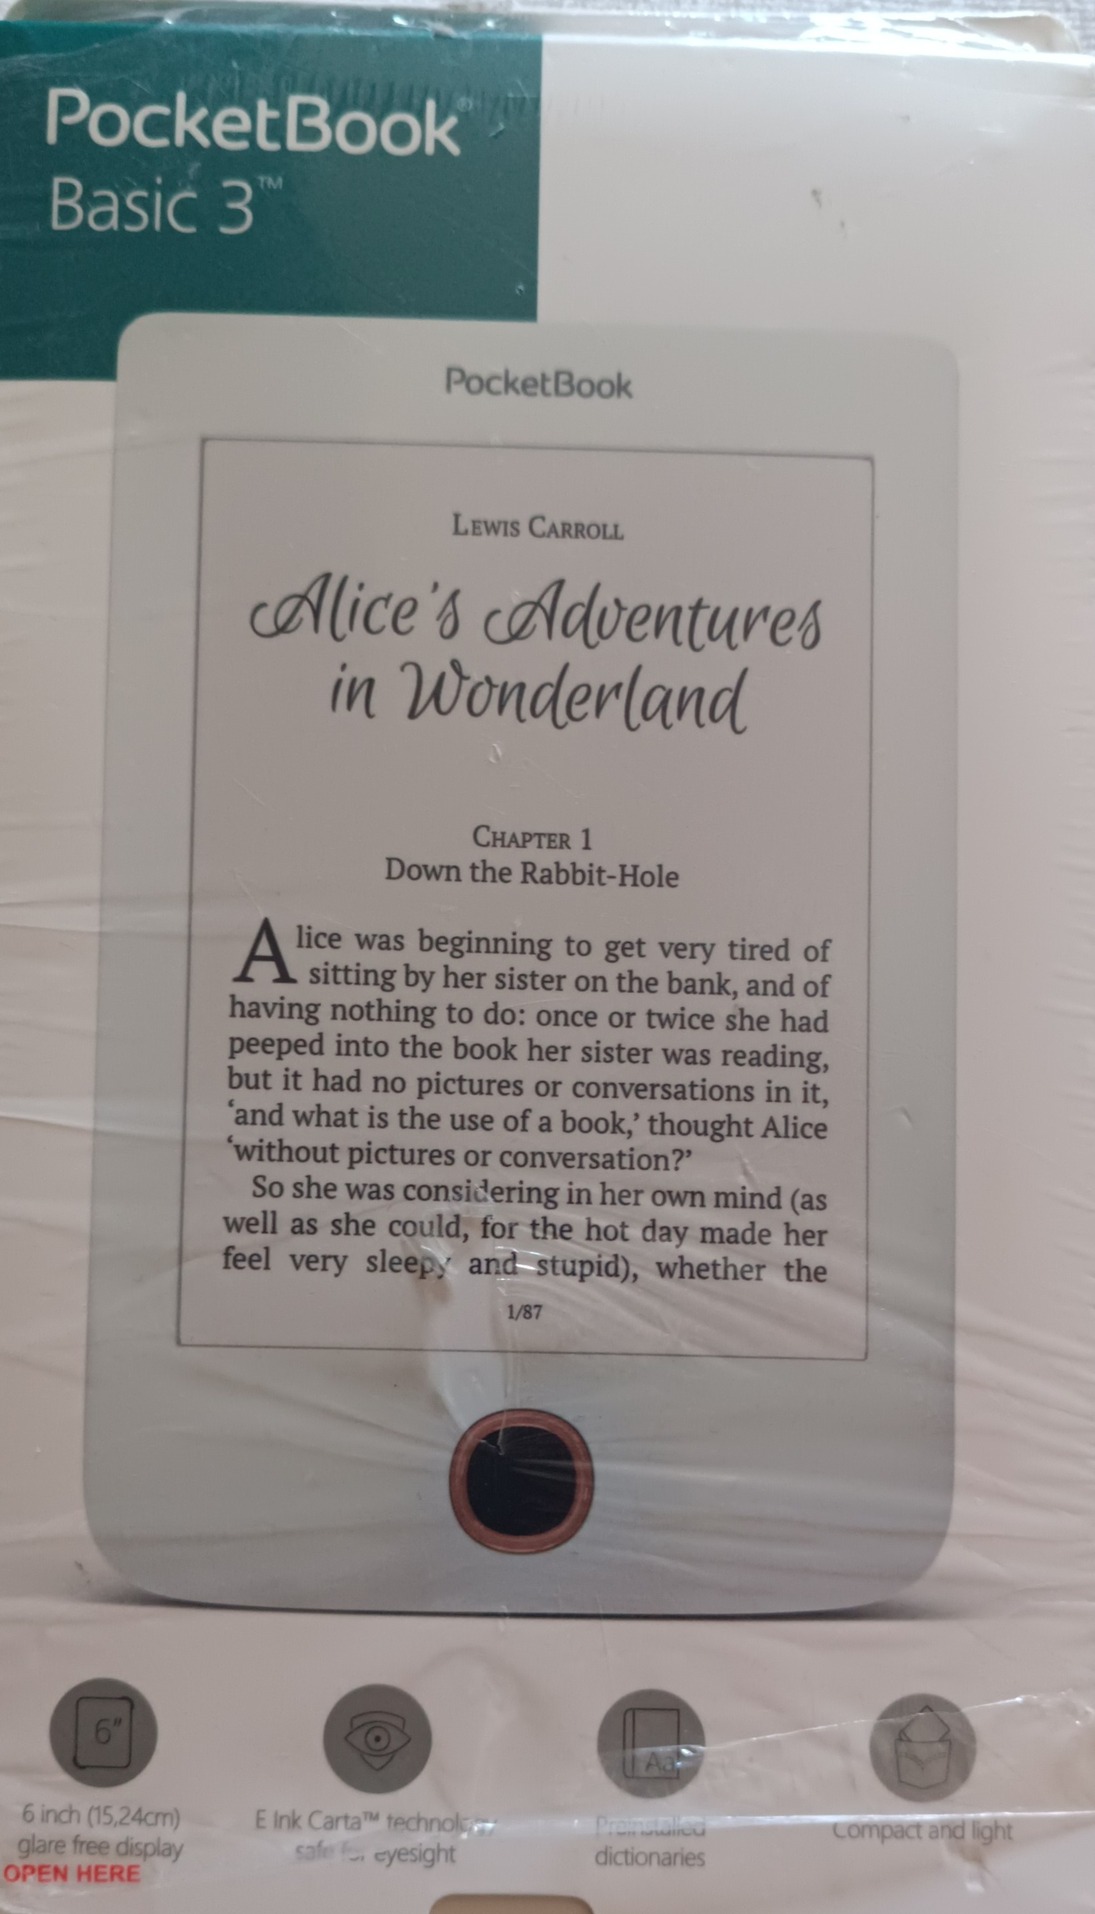 PocketBook®
Basic 3™
PocketBook
LEWIS CARROLL
Alice's Adventures
in Wonderland
CHAPTER 1
Down the Rabbit-Hole
Alice was beginning to get very tired of
sitting by her sister on the bank, and of
having nothing to do: once or twice she had
peeped into the book her sister was reading,
but it had no pictures or conversations in it,
‘and what is the use of a book,’ thought Alice
‘without pictures or conversation?’
So she was considering in her own mind (as
well as she could, for the hot day made her
feel very sleepy and stupid), whether the
1/87
6"
Aa
6 inch (15,24cm)
glare free display
E Ink Carta™ technology
safe for eyesight
Preinstalled
dictionaries
Compact and light
OPEN HERE